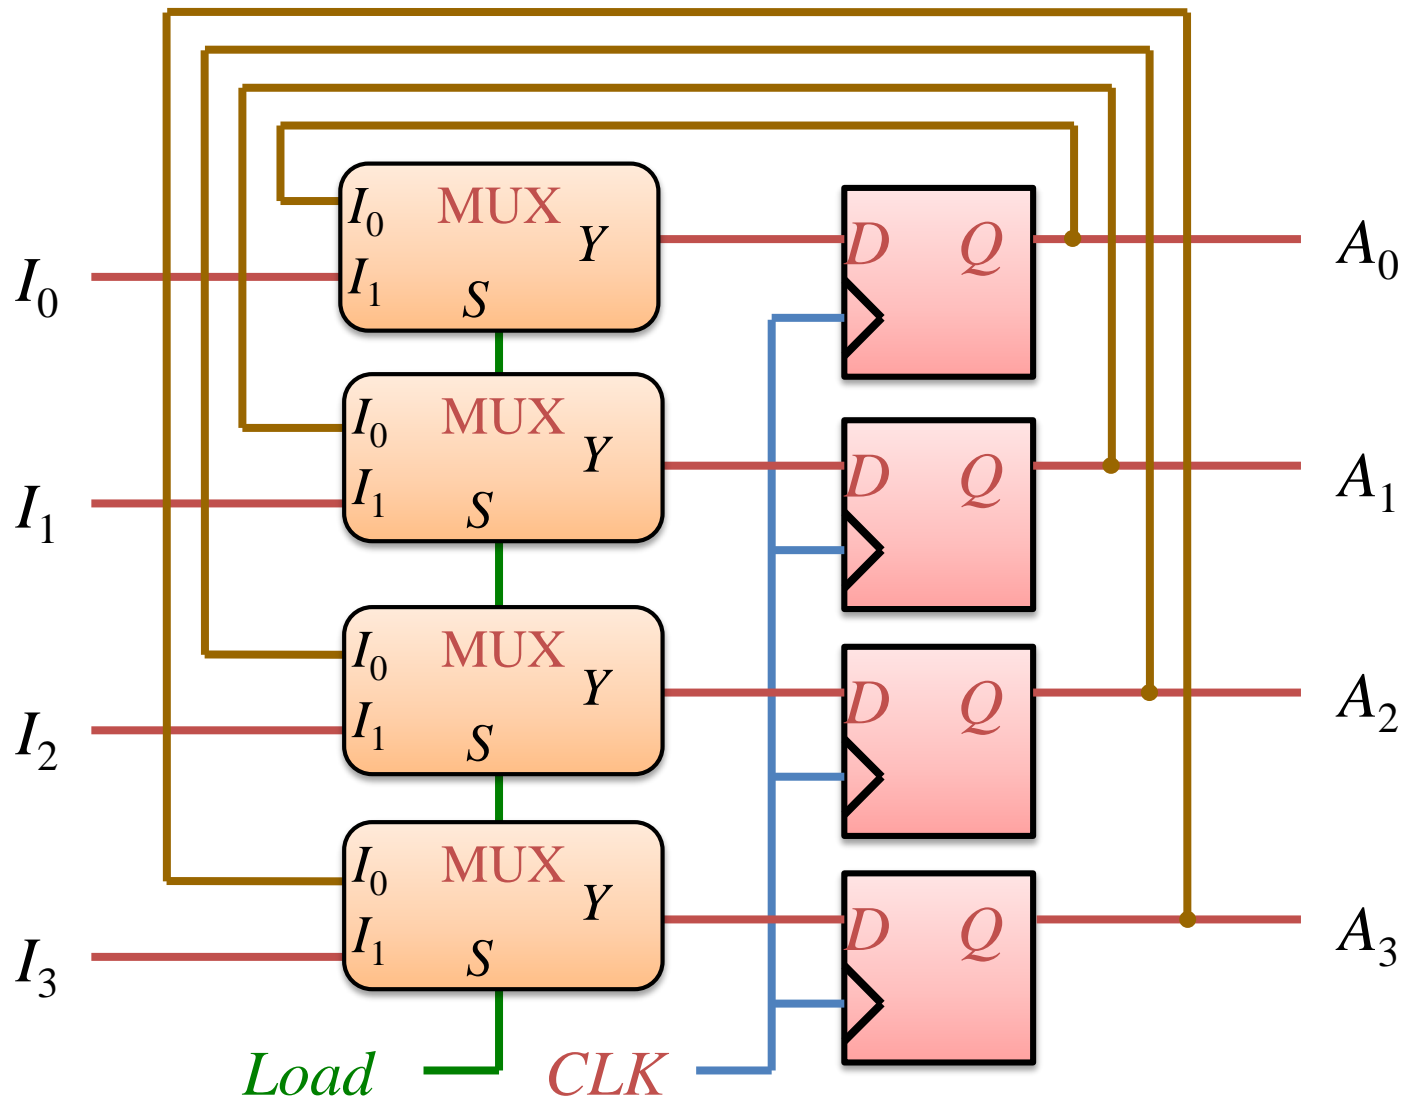 I₀ MUX Y D Q A₀
I₀ I₁ S
I₀ MUX Y D Q A₁
I₁ I₁ S
I₀ MUX Y D Q A₂
I₂ I₁ S
I₀ MUX Y D Q A₃
I₃ I₁ S
Load CLK